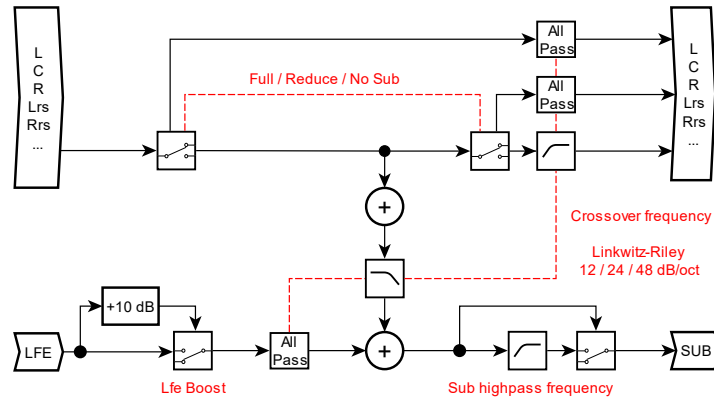 L
C
R
Lrs
Rrs
...
All
Pass
L
C
R
Lrs
Rrs
...
Full / Reduce / No Sub
All
Pass
+
Crossover frequency
Linkwitz-Riley
12 / 24 / 48 dB/oct
+10 dB
LFE
All
Pass
+
SUB
Lfe Boost
Sub highpass frequency